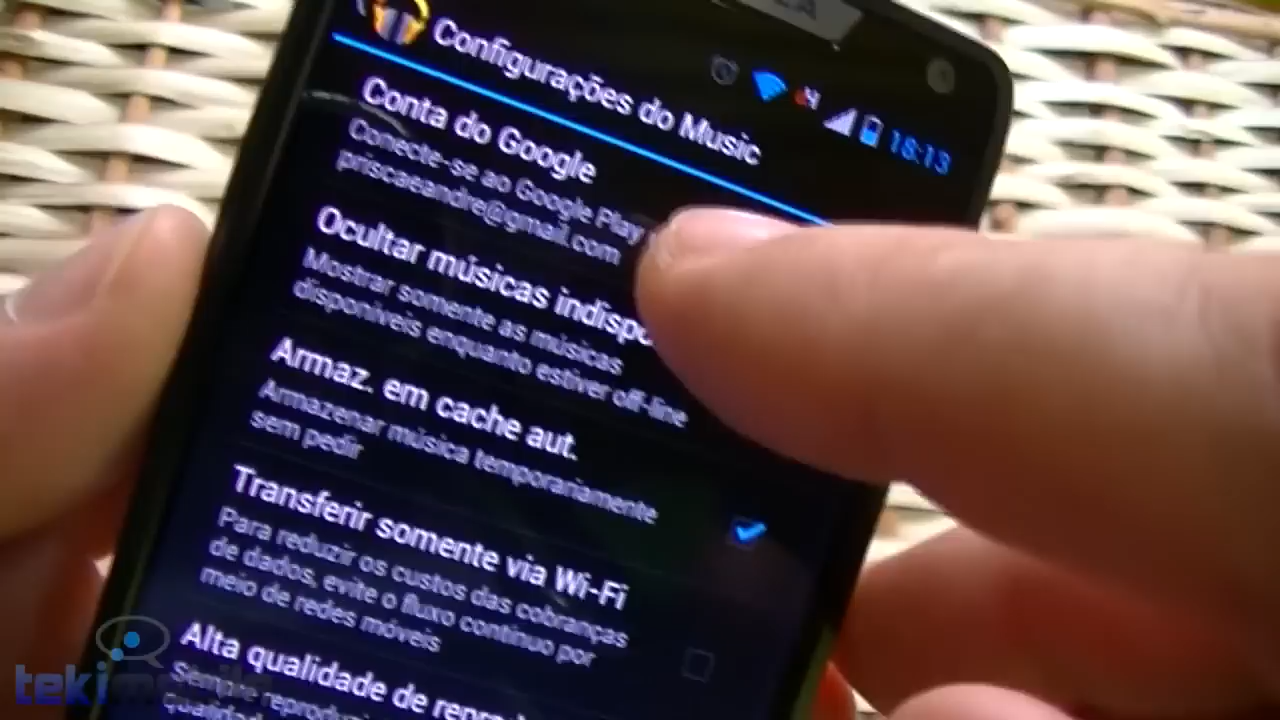 Configurações do Music
18:13
Conta do Google
Conecte-se ao Google Play
priscaeandre@gmail.com
Ocultar músicas
Mostrar somente as músicas
disponíveis enquanto estiver off-line
Armaz. em cache aut.
Armazenar música temporariamente
sem pedir
Transferir somente via Wi-Fi
Para reduzir os custos das cobranças
de dados, evite o fluxo contínuo por
meio de redes móveis
Alta qualidade de
Sempre
teki